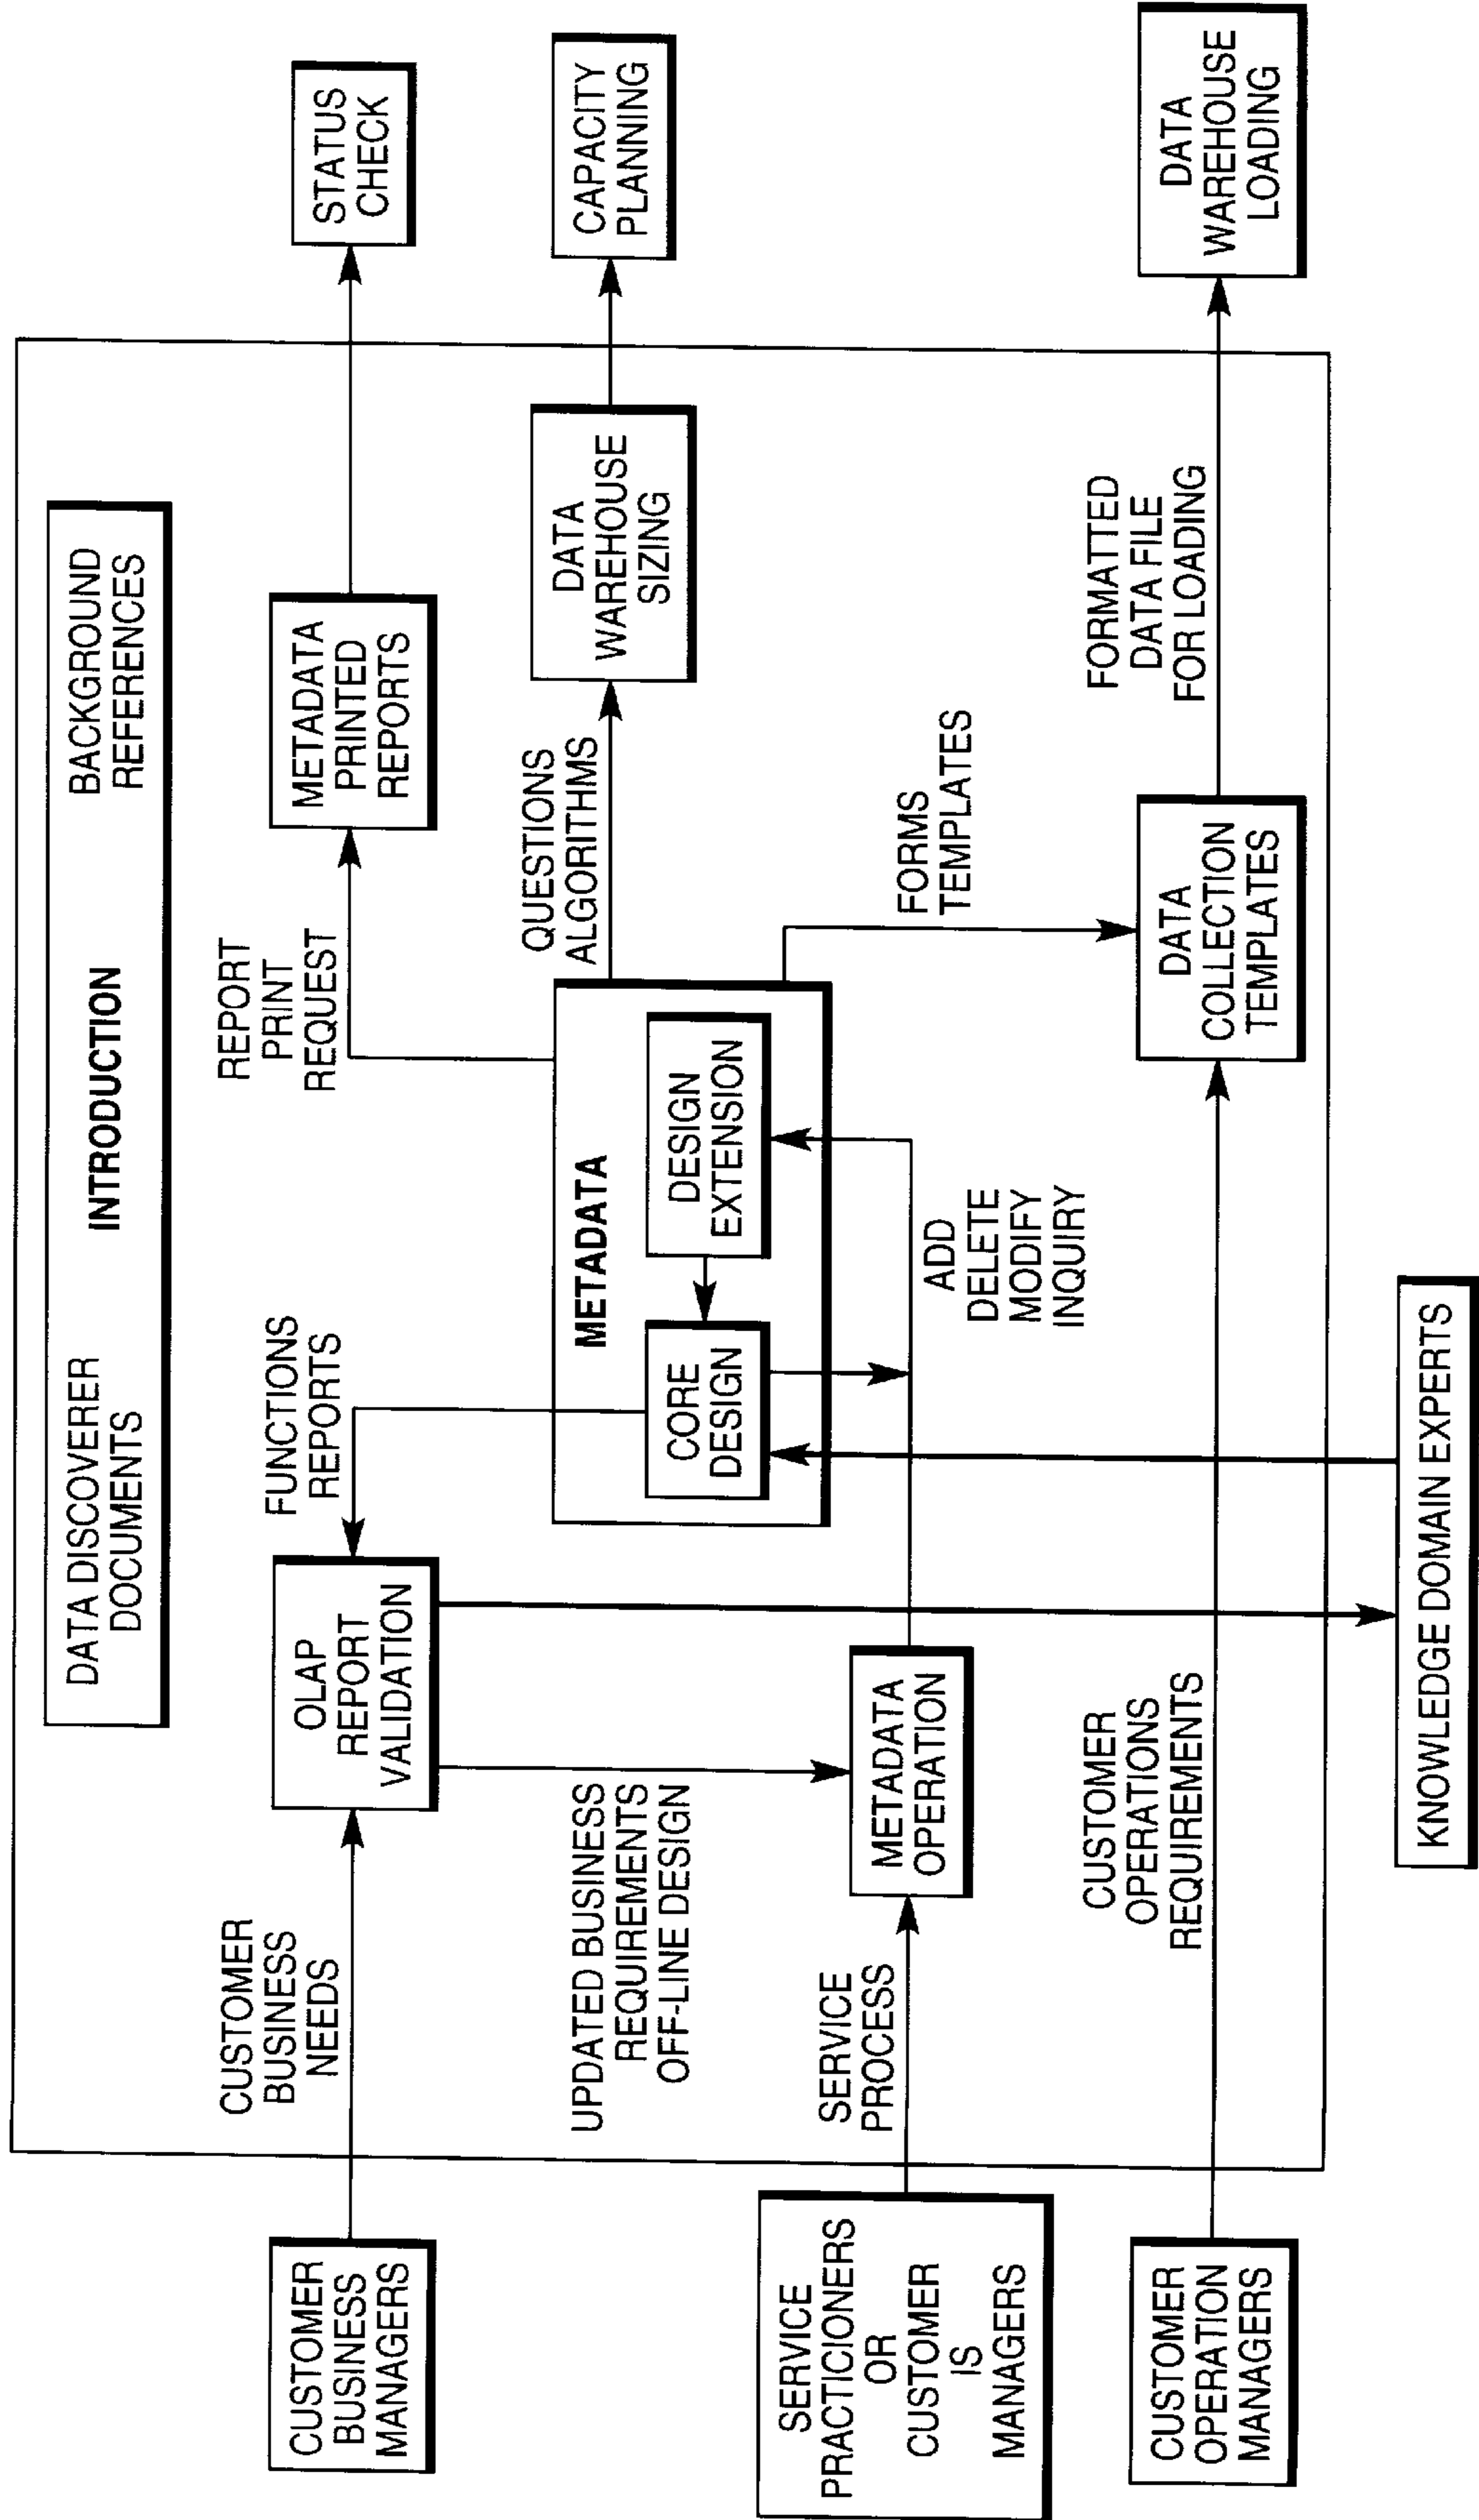 DATA DISCOVERER
DOCUMENTS
INTRODUCTION
BACKGROUND
REFERENCES
CUSTOMER
BUSINESS
MANAGERS
CUSTOMER
BUSINESS
NEEDS
OLAP
REPORT
VALIDATION
FUNCTIONS
REPORTS
REPORT
PRINT
REQUEST
METADATA
PRINTED
REPORTS
STATUS
CHECK
UPDATED BUSINESS
REQUIREMENTS
OFF-LINE DESIGN
METADATA
CORE
DESIGN
DESIGN
EXTENSION
QUESTIONS
ALGORITHMS
DATA
WAREHOUSE
SIZING
CAPACITY
PLANNING
SERVICE
PRACTICIONERS
OR
CUSTOMER
IS
MANAGERS
SERVICE
PROCESS
METADATA
OPERATION
ADD
DELETE
MODIFY
INQUIRY
FORMS
TEMPLATES
CUSTOMER
OPERATION
MANAGERS
CUSTOMER
OPERATIONS
REQUIREMENTS
DATA
COLLECTION
TEMPLATES
FORMATTED
DATA FILE
FOR LOADING
DATA
WAREHOUSE
LOADING
KNOWLEDGE DOMAIN EXPERTS